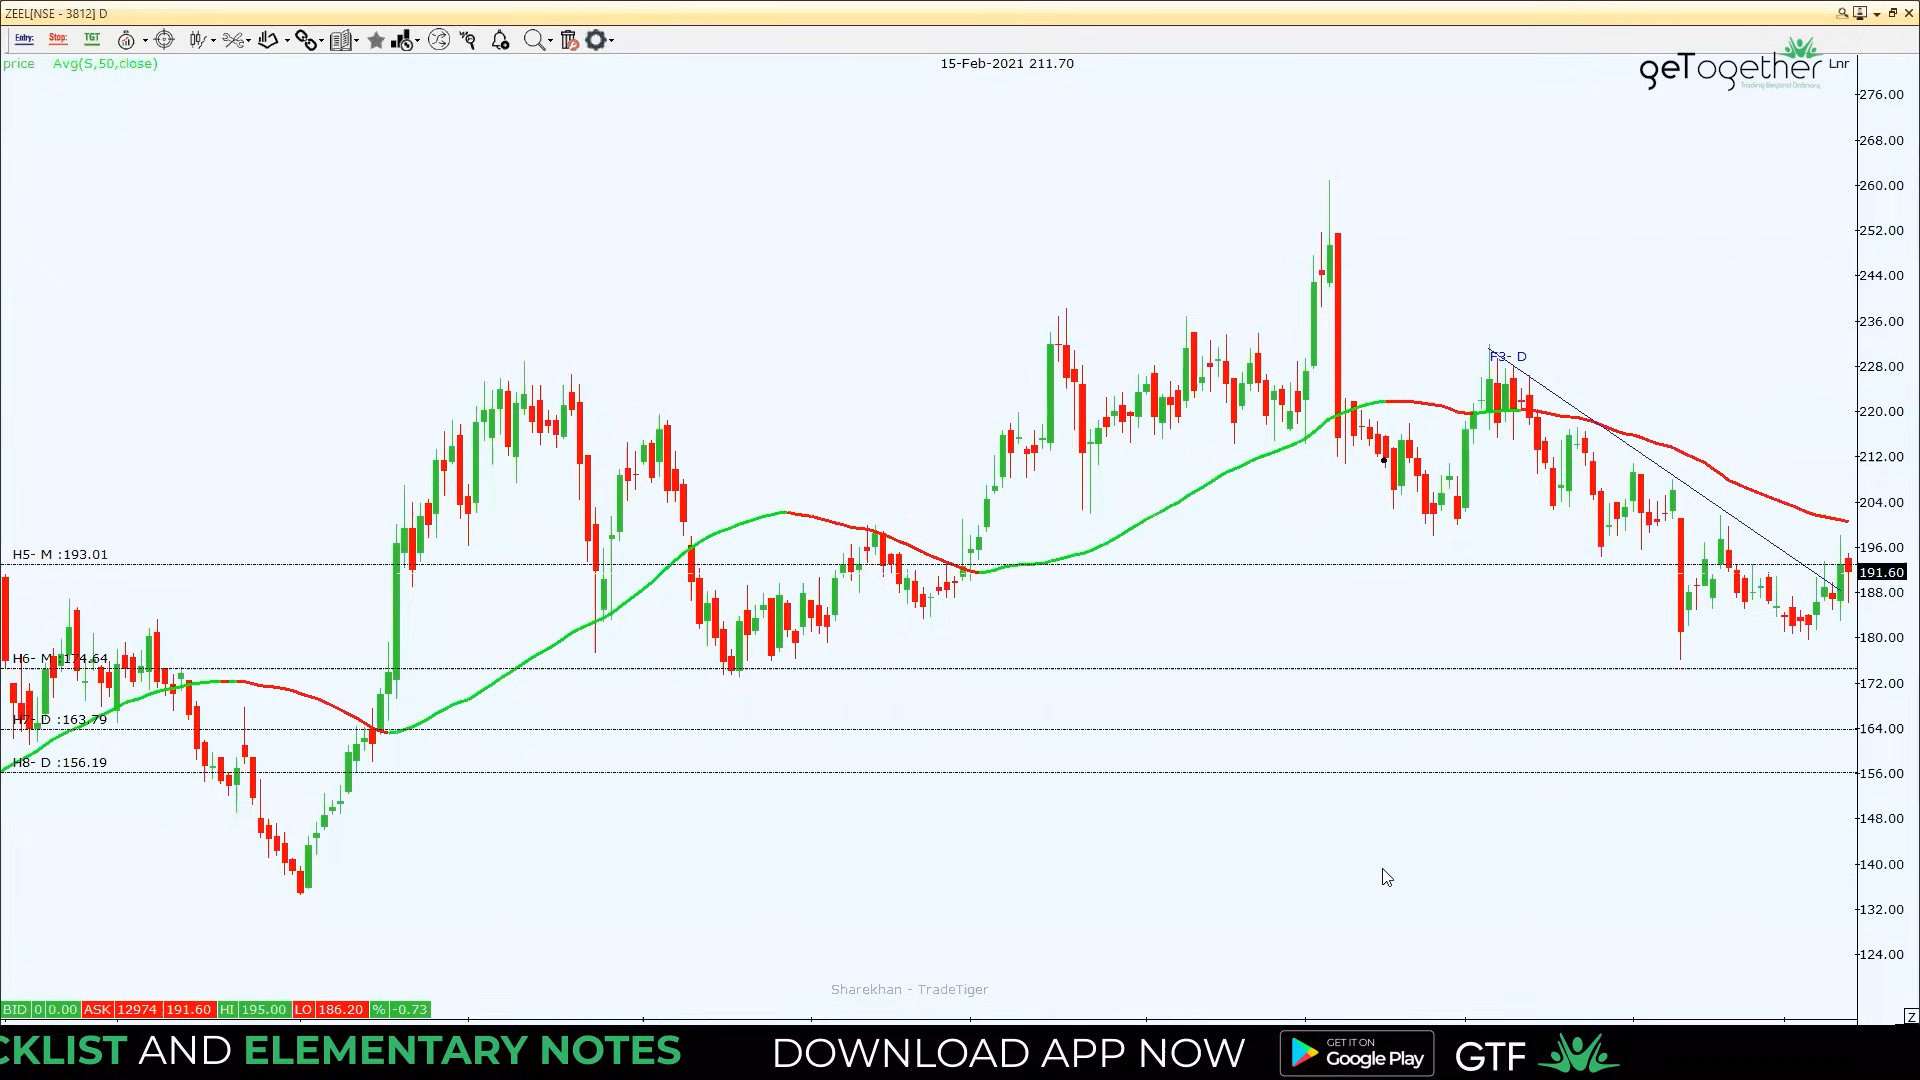 ZEEL[NSE - 3812] D
Entry: Stop: TGT
price Avg(S,50,close)
15-Feb-2021 211.70
geTogether
Trading Beyond Ordinary
Lnr
276.00
268.00
260.00
252.00
244.00
236.00
F3- D
228.00
220.00
212.00
204.00
196.00
H5- M :193.01
191.60
188.00
180.00
H6- M :174.64
172.00
H7- D :163.79
164.00
H8- D :156.19
156.00
148.00
140.00
132.00
124.00
Sharekhan - TradeTiger
BID 0 0.00 ASK 12974 191.60 HI 195.00 LO 186.20 % -0.73
Z
CKLIST AND ELEMENTARY NOTES
DOWNLOAD APP NOW
GET IT ON
Google Play
GTF